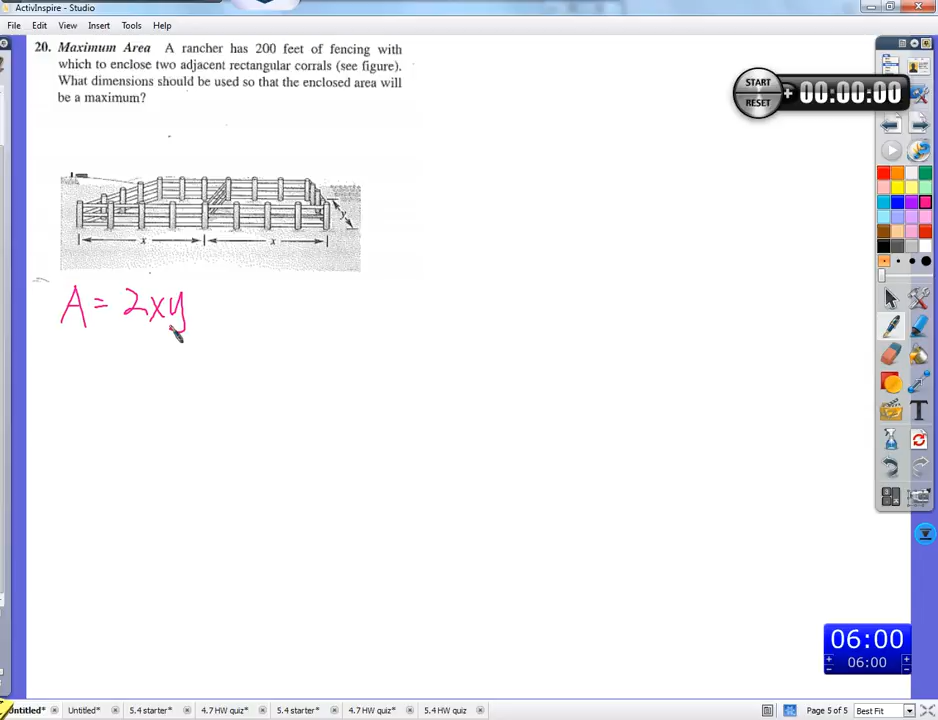 ActivInspire - Studio
File Edit View Insert Tools Help
20. Maximum Area A rancher has 200 feet of fencing with
which to enclose two adjacent rectangular corrals (see figure).
What dimensions should be used so that the enclosed area will
be a maximum?
START
RESET
00:00:00
y
x x
A = 2xy
T
06:00
06:00
Untitled* Untitled* 5.4 starter* 4.7 HW quiz* 5.4 starter* 4.7 HW quiz* 5.4 HW quiz
Page 5 of 5 Best Fit